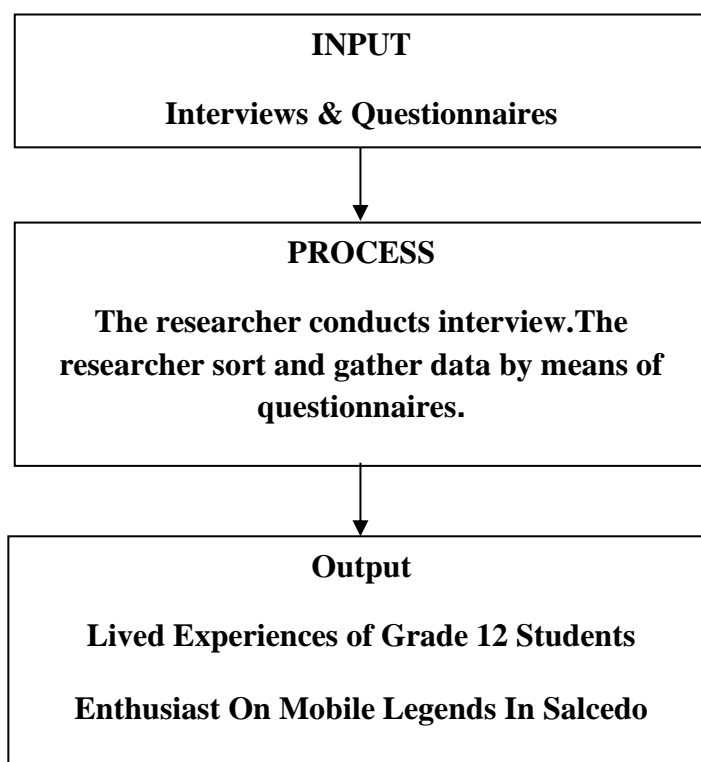 INPUT
Interviews & Questionnaires
PROCESS
The researcher conducts interview.The
researcher sort and gather data by means of
questionnaires.
Output
Lived Experiences of Grade 12 Students
Enthusiast On Mobile Legends In Salcedo